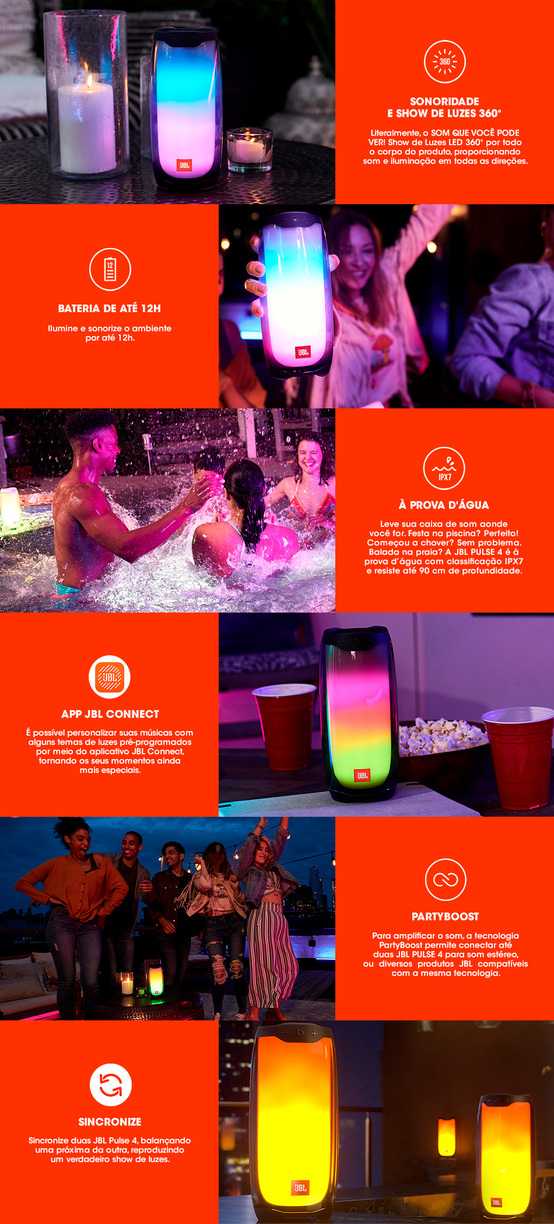 360
SONORIDADE
E SHOW DE LUZES 360°
Literalmente, o SOM QUE VOCÊ PODE
VER! Show de Luzes LED 360° por todo
o corpo do produto, proporcionando
som e iluminação em todas as direções.
JBL
12
BATERIA DE ATÉ 12H
Ilumine e sonorize o ambiente
por até 12h.
JBL
IPX7
À PROVA D'ÁGUA
Leve sua caixa de som aonde
você for. Festa na piscina? Perfeito!
Começou a chover? Sem problema.
Balada na praia? A JBL PULSE 4 é à
prova d'água com classificação IPX7
e resiste até 90 cm de profundidade.
JBL
APP JBL CONNECT
É possível personalizar suas músicas com
alguns temas de luzes pré-programados
por meio do aplicativo JBL Connect,
tornando os seus momentos ainda
mais especiais.
JBL
PARTYBOOST
Para amplificar o som, a tecnologia
PartyBoost permite conectar até
duas JBL PULSE 4 para som estéreo,
ou diversos produtos JBL compatíveis
com a mesma tecnologia.
SINCRONIZE
Sincronize duas JBL Pulse 4, balançando
uma próxima da outra, reproduzindo
um verdadeiro show de luzes.
JBL
JBL